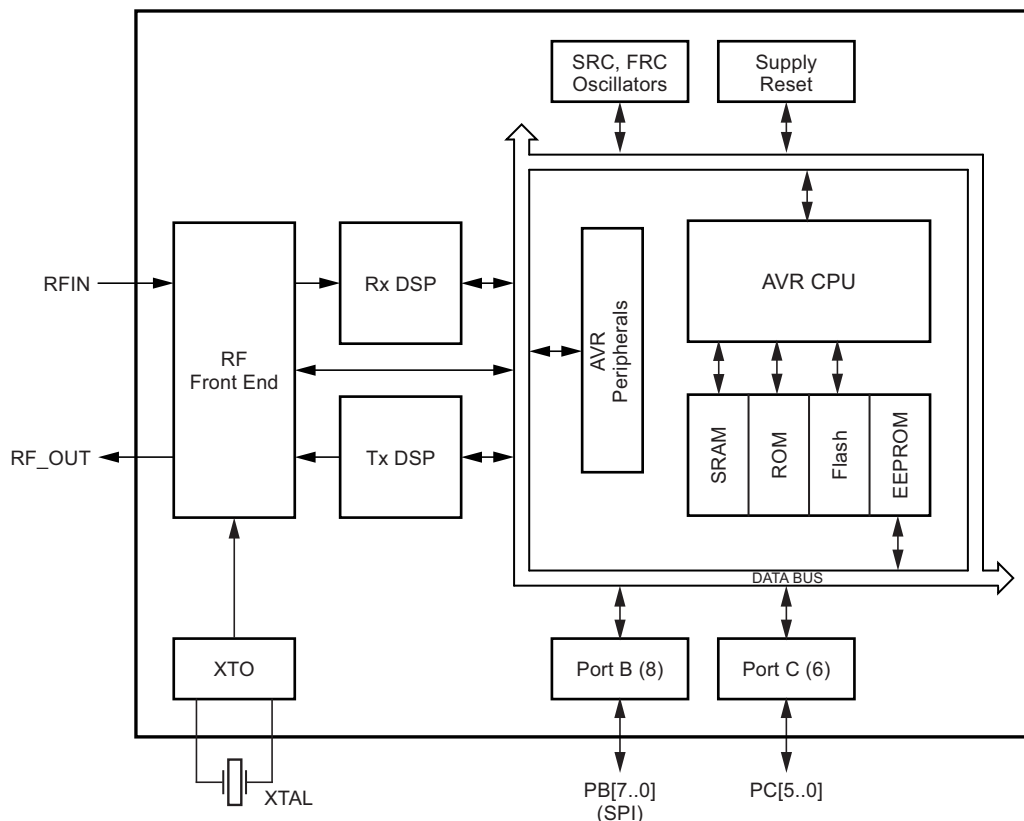 SRC, FRC
Oscillators
Supply
Reset
RFIN
RF
Front End
Rx DSP
AVR CPU
AVR
Peripherals
RF_OUT
Tx DSP
SRAM
ROM
Flash
EEPROM
DATA BUS
XTO
Port B (8)
Port C (6)
XTAL
PB[7..0]
(SPI)
PC[5..0]